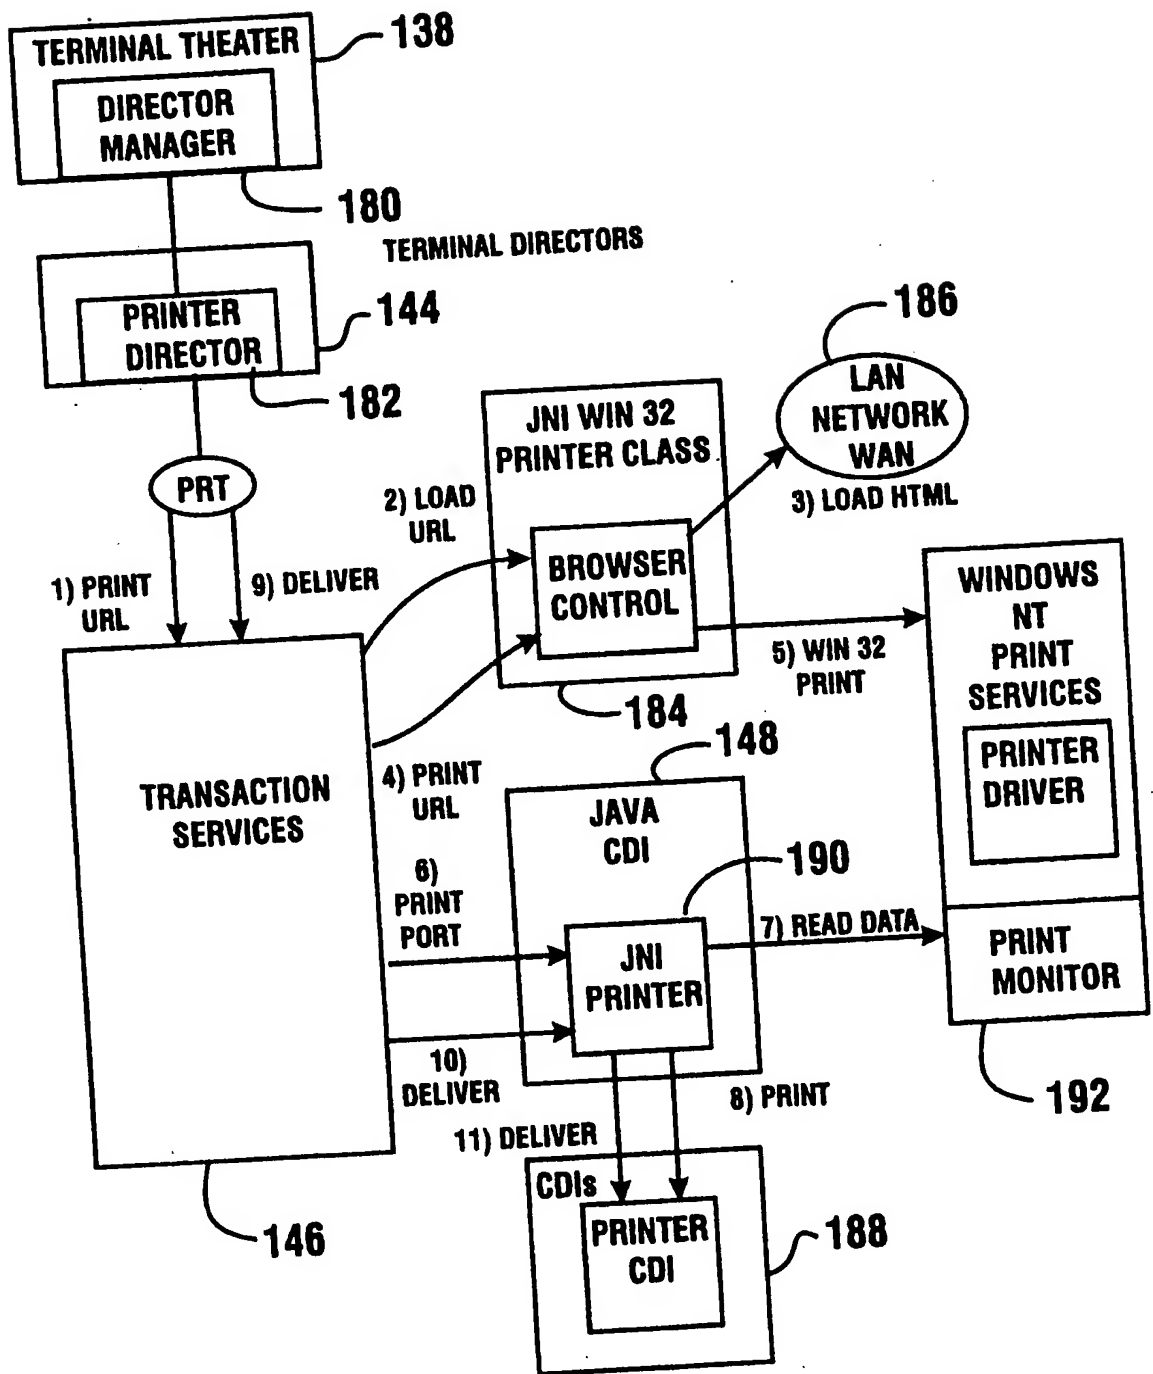 TERMINAL THEATER
138
DIRECTOR
MANAGER
180
TERMINAL DIRECTORS
PRINTER
DIRECTOR
144
182
186
LAN
NETWORK
WAN
JNI WIN 32
PRINTER CLASS
PRT
2) LOAD
URL
3) LOAD HTML
1) PRINT
URL
9) DELIVER
BROWSER
CONTROL
WINDOWS
NT
PRINT
SERVICES
5) WIN 32
PRINT
184
148
PRINTER
DRIVER
TRANSACTION
SERVICES
4) PRINT
URL
JAVA
CDI
190
6)
PRINT
PORT
7) READ DATA
JNI
PRINTER
PRINT
MONITOR
10)
DELIVER
8) PRINT
192
11) DELIVER
CDIs
PRINTER
CDI
146
188